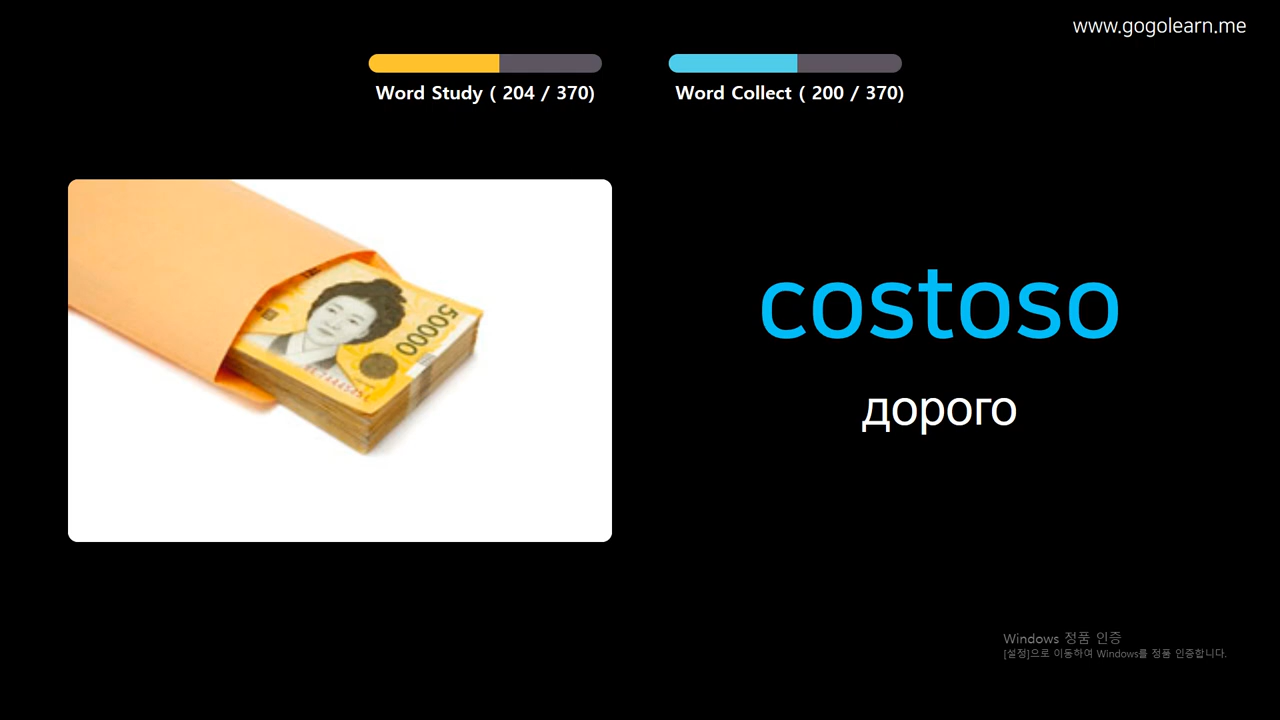 www.gogolearn.me
Word Study ( 204 / 370)
Word Collect ( 200 / 370)
50000
costoso
дорого
Windows 정품 인증
[설정]으로 이동하여 Windows를 정품 인증합니다.